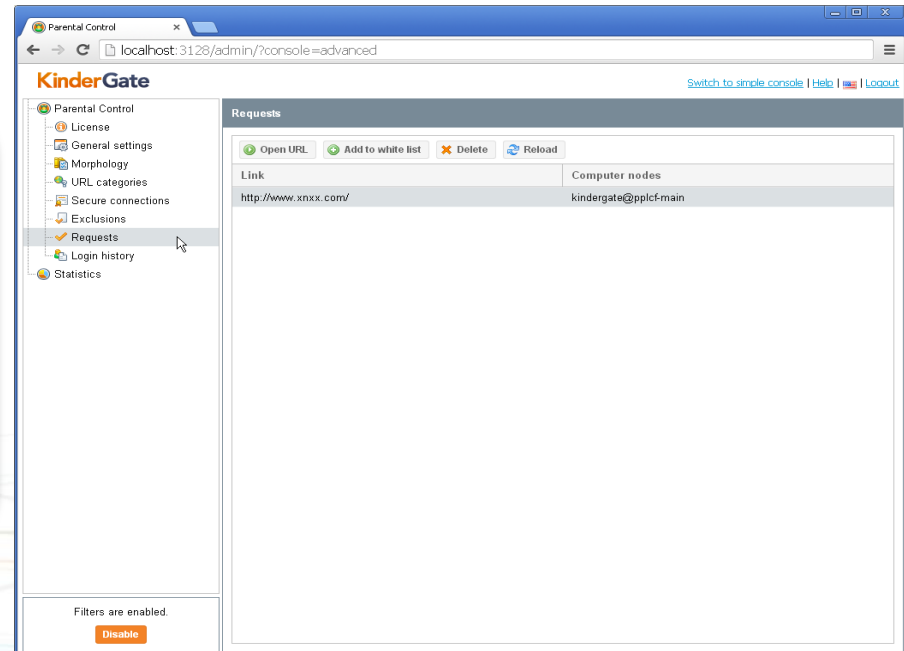 Parental Control
localhost:3128/admin/?console=advanced
KinderGate
Switch to simple console | Help | Logout
Parental Control
License
General settings
Morphology
URL categories
Secure connections
Exclusions
Requests
Login history
Statistics
Filters are enabled.
Disable
Requests
Open URL Add to white list Delete Reload
Link Computer nodes
http://www.xnxx.com/ kindergate@pplcf-main